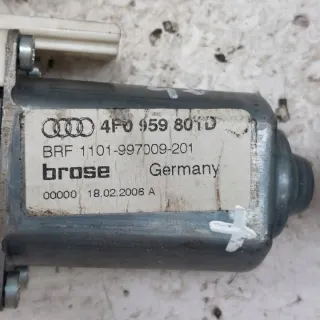 4F0 959 801D
BRF 1101-997009-201
brose Germany
00000 18.02.2006 A